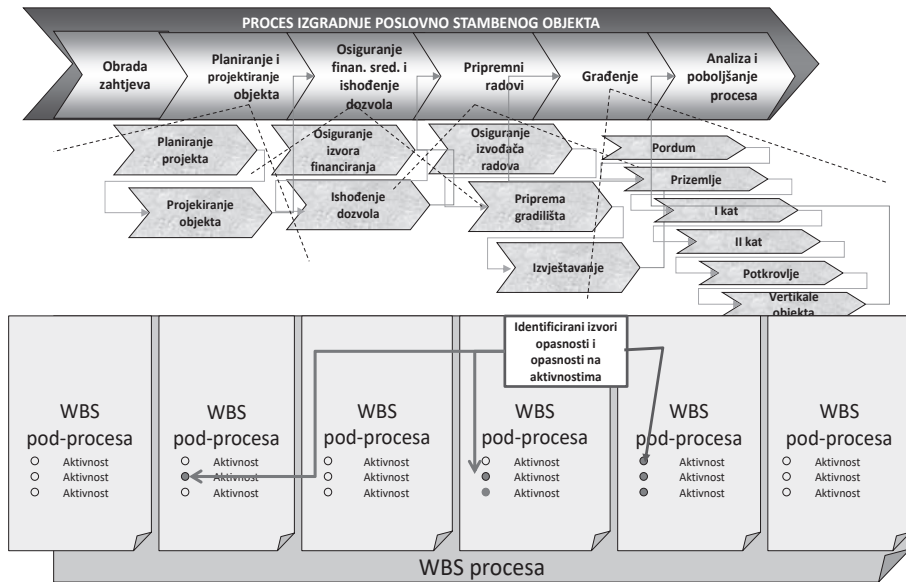 PROCES IZGRADNJE POSLOVNO STAMBENOG OBJEKTA
Obrada
zahtjeva
Planiranje i
projektiranje
objekta
Osiguranje
finan. sred. i
ishođenje
dozvola
Pripremni
radovi
Građenje
Analiza i
poboljšanje
procesa
Planiranje
projekta
Projekiranje
objekta
Osiguranje
izvora
financiranja
Ishođenje
dozvola
Osiguranje
izvođača
radova
Priprema
gradilišta
Izvještavanje
Pordum
Prizemlje
I kat
II kat
Potkrovlje
Vertikale
objekta
Identificirani izvori
opasnosti i
opasnosti na
aktivnostima
WBS
pod-procesa
Aktivnost
Aktivnost
Aktivnost
WBS
pod-procesa
Aktivnost
Aktivnost
Aktivnost
WBS
pod-procesa
Aktivnost
Aktivnost
Aktivnost
WBS
pod-procesa
Aktivnost
Aktivnost
Aktivnost
WBS
pod-procesa
Aktivnost
Aktivnost
Aktivnost
WBS
pod-procesa
Aktivnost
Aktivnost
Aktivnost
WBS procesa